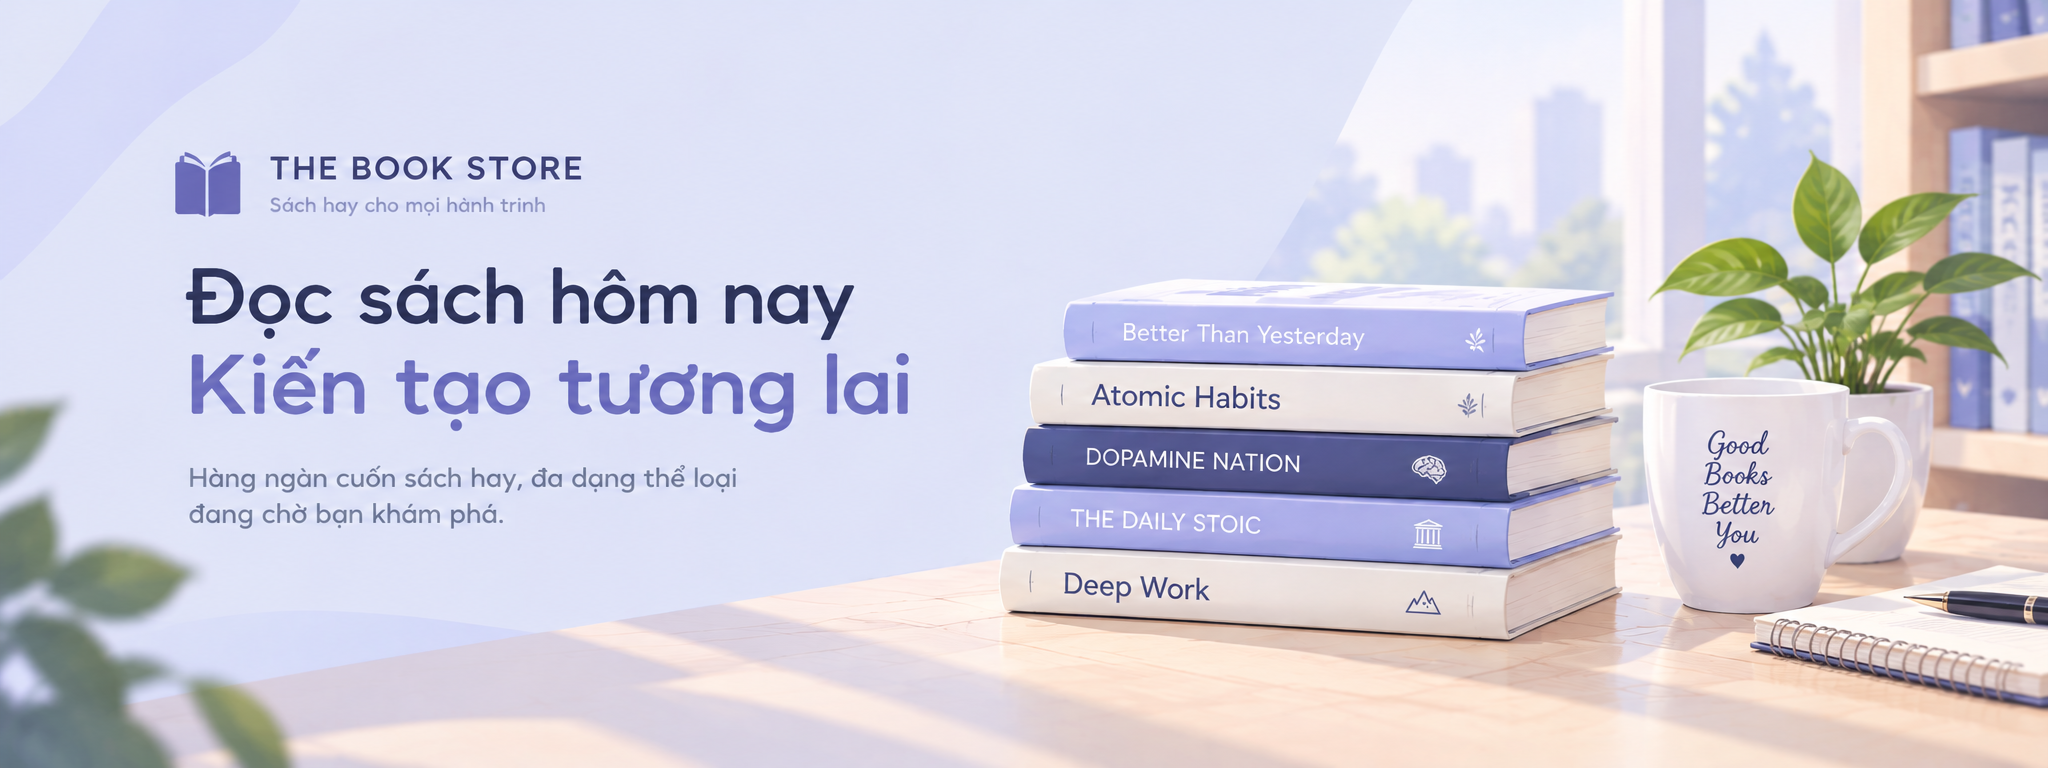 THE BOOK STORE
Sách hay cho mọi hành trinh
Đọc sách hôm nay
Kiến tạo tương lai
Hàng ngàn cuốn sách hay, đa dạng thể loại
đang chờ bạn khám phá.
Better Than Yesterday
Atomic Habits
DOPAMINE NATION
THE DAILY STOIC
Deep Work
Good
Books
Better
You